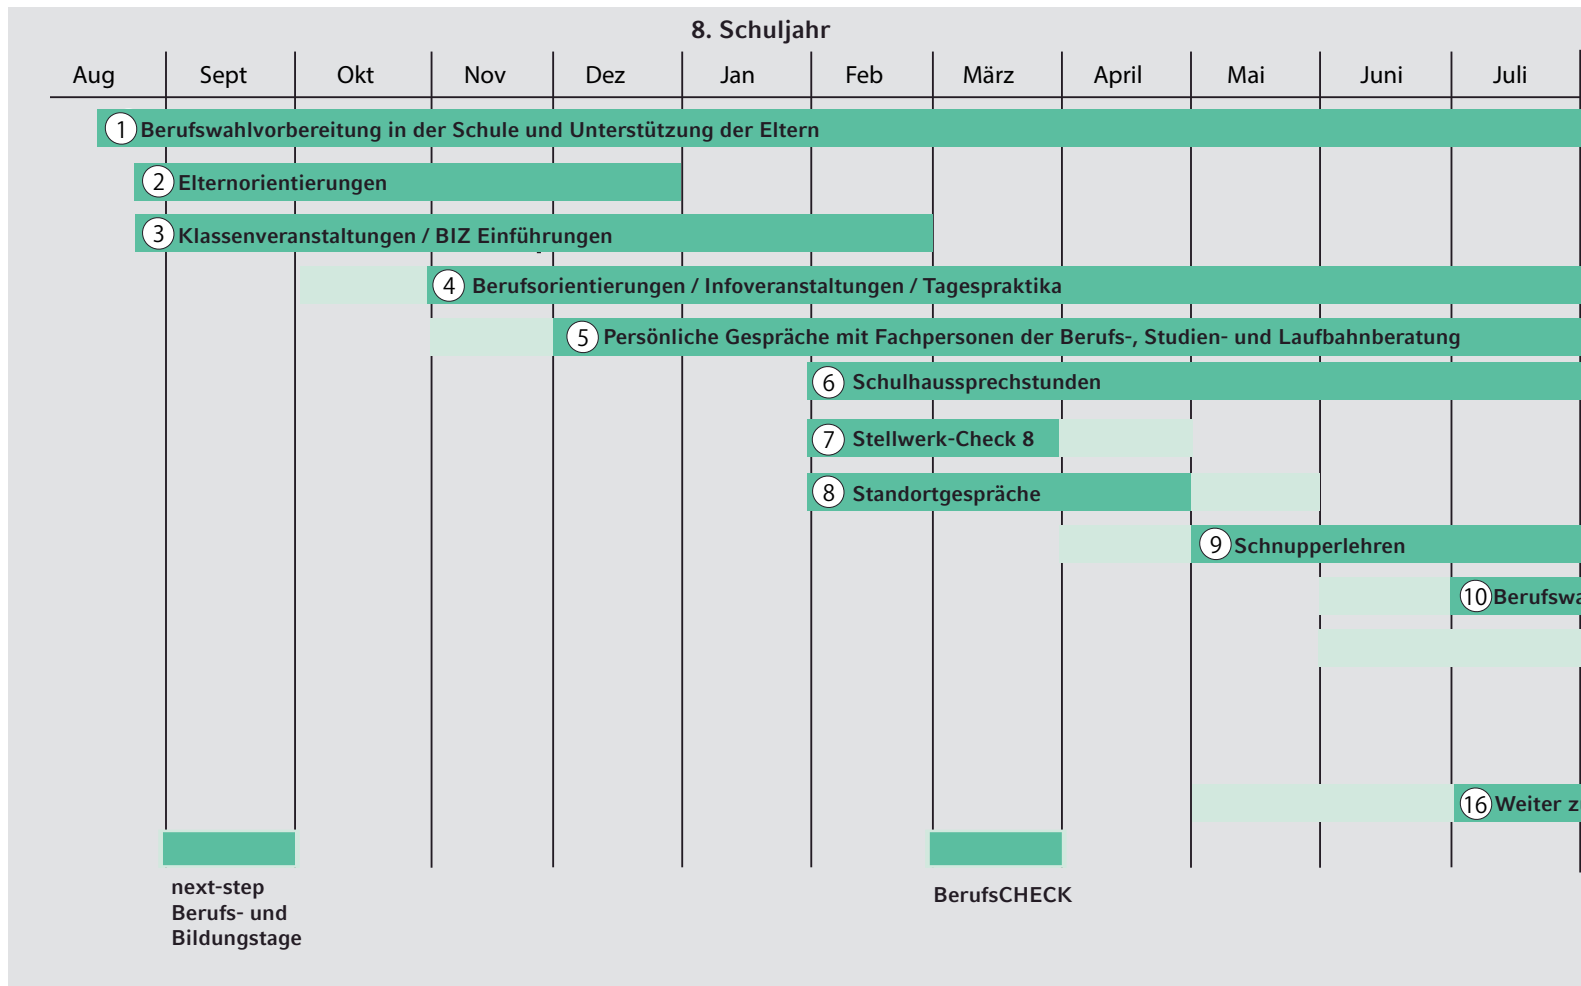 8. Schuljahr
Aug Sept Okt Nov Dez Jan Feb März April Mai Juni Juli
1 Berufswahlvorbereitung in der Schule und Unterstützung der Eltern
2 Elternorientierungen
3 Klassenveranstaltungen / BIZ Einführungen
4 Berufsorientierungen / Infoveranstaltungen / Tagespraktika
5 Persönliche Gespräche mit Fachpersonen der Berufs-, Studien- und Laufbahnberatung
6 Schulhaussprechstunden
7 Stellwerk-Check 8
8 Standortgespräche
9 Schnupperlehren
10 Berufswa
16 Weiter z
next-step
Berufs- und
Bildungstage
BerufsCHECK